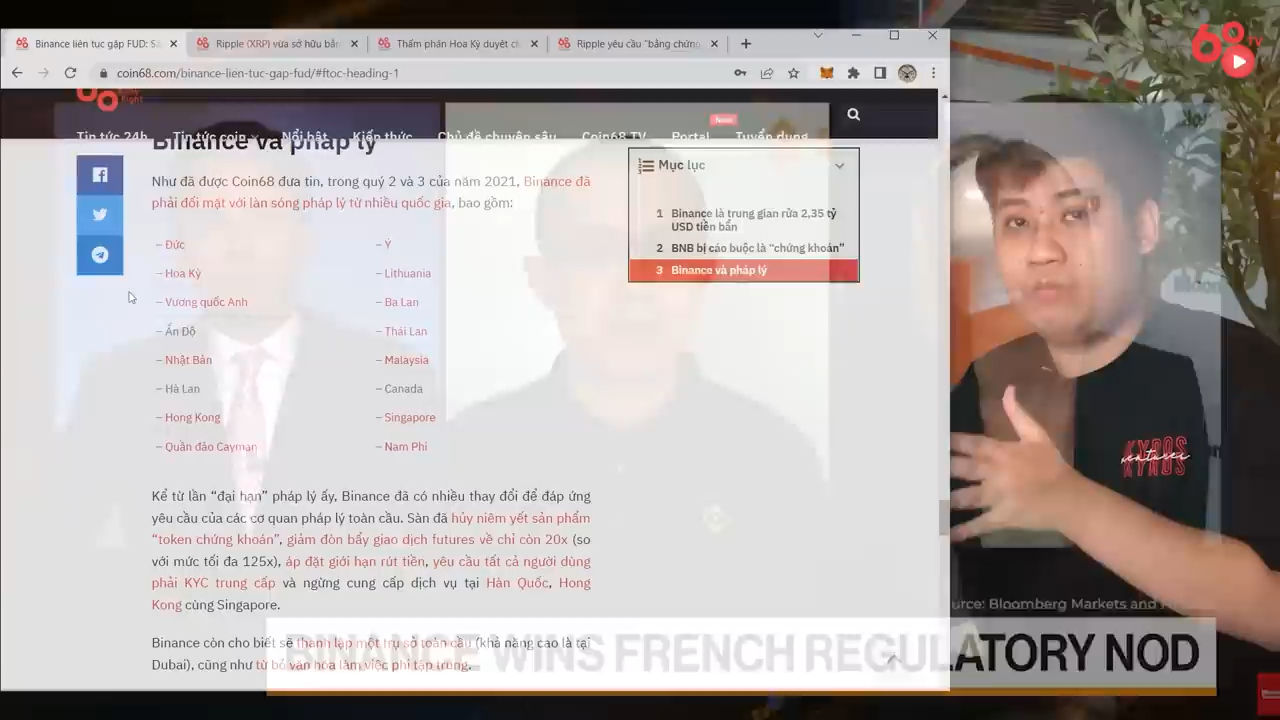 Binance liên tục gặp FUD: Sa
Ripple (XRP) vừa sở hữu bằn
Thẩm phán Hoa Kỳ duyệt ch
Ripple yêu cầu "bằng chứng
coin68.com/binance-lien-tuc-gap-fud/#ftoc-heading-1
68
TV
Tin tức 24h
Tin tức coin
Nổi bật
Kiến thức
Chủ đề chuyên sâu
Coin68 TV
Portal
New
Tuyển dụng
Binance và pháp lý
Như đã được Coin68 đưa tin, trong quý 2 và 3 của năm 2021, Binance đã
phải đối mặt với làn sóng pháp lý từ nhiều quốc gia, bao gồm:
– Đức
– Hoa Kỳ
– Vương quốc Anh
– Ấn Độ
– Nhật Bản
– Hà Lan
– Hong Kong
– Quần đảo Cayman
– Ý
– Lithuania
– Ba Lan
– Thái Lan
– Malaysia
– Canada
– Singapore
– Nam Phi
Kể từ lần “đại hạn” pháp lý ấy, Binance đã có nhiều thay đổi để đáp ứng
yêu cầu của các cơ quan pháp lý toàn cầu. Sàn đã hủy niêm yết sản phẩm
“token chứng khoán”, giảm đòn bẩy giao dịch futures về chỉ còn 20x (so
với mức tối đa 125x), áp đặt giới hạn rút tiền, yêu cầu tất cả người dùng
phải KYC trung cấp và ngừng cung cấp dịch vụ tại Hàn Quốc, Hong
Kong cùng Singapore.
Binance còn cho biết sẽ thành lập một trụ sở toàn cầu (khả năng cao là tại
Dubai), cũng như từ bỏ văn hóa làm việc phi tập trung.
Mục lục
1 Binance là trung gian rửa 2,35 tỷ
USD tiền bẩn
2 BNB bị cáo buộc là “chứng khoán”
3 Binance và pháp lý
KYROS
ventures
KYROS
urce: Bloomberg Markets and
BINANCE WINS FRENCH REGULATORY NOD